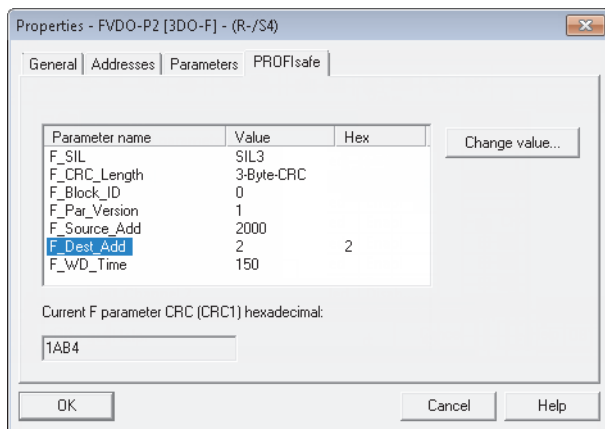 Properties - FVDO-P2 [3DO-F] - (R-/S4)
General Addresses Parameters PROFIsafe
Parameter name Value Hex
F_SIL SIL3
F_CRC_Length 3-Byte-CRC
F_Block_ID 0
F_Par_Version 1
F_Source_Add 2000
F_Dest_Add 2 2
F_WD_Time 150
Change value...
Current F parameter CRC (CRC1) hexadecimal:
1AB4
OK Cancel Help